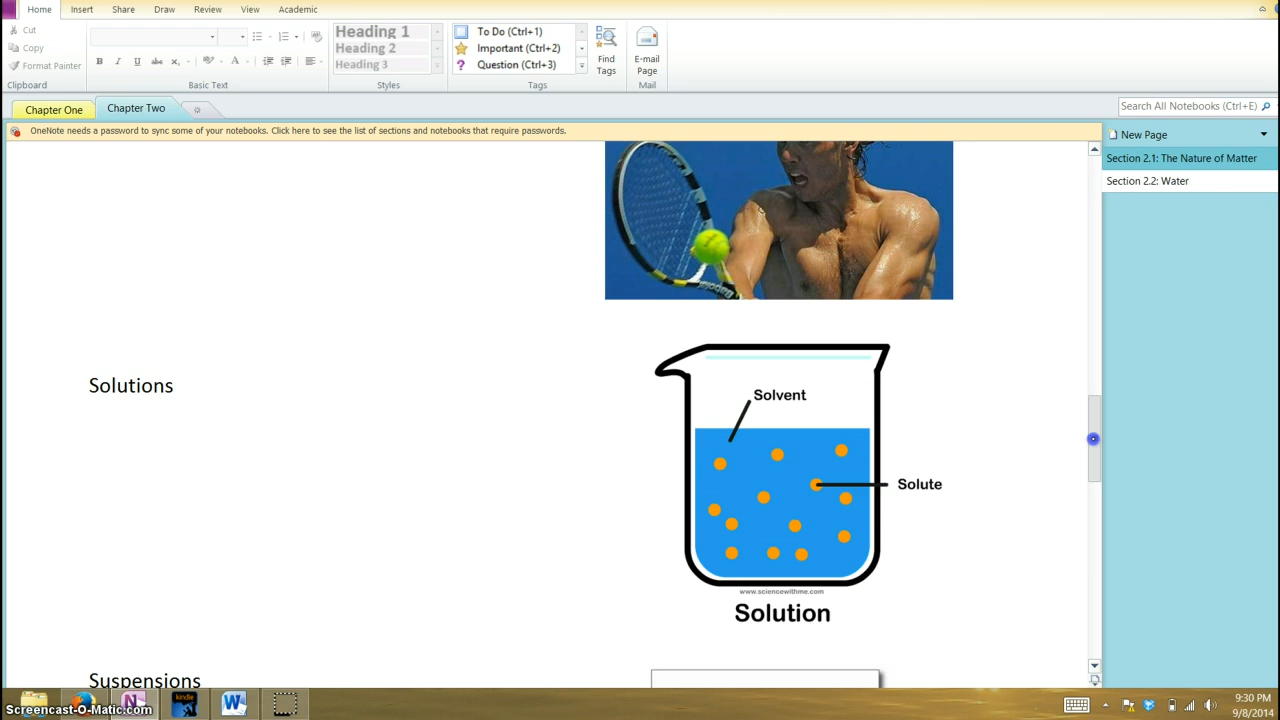 Home Insert Share Draw Review View Academic
Cut
Copy
Format Painter
Clipboard
Basic Text
Heading 1
Heading 2
Heading 3
Styles
To Do (Ctrl+1)
Important (Ctrl+2)
Question (Ctrl+3)
Tags
Find
Tags
E-mail
Page
Mail
Chapter One
Chapter Two
Search All Notebooks (Ctrl+E)
OneNote needs a password to sync some of your notebooks. Click here to see the list of sections and notebooks that require passwords.
New Page
Section 2.1: The Nature of Matter
Section 2.2: Water
Solutions
Solvent
Solute
www.sciencewithme.com
Solution
Suspensions
kindle
Screencast-O-Matic.com
9:30 PM
9/8/2014